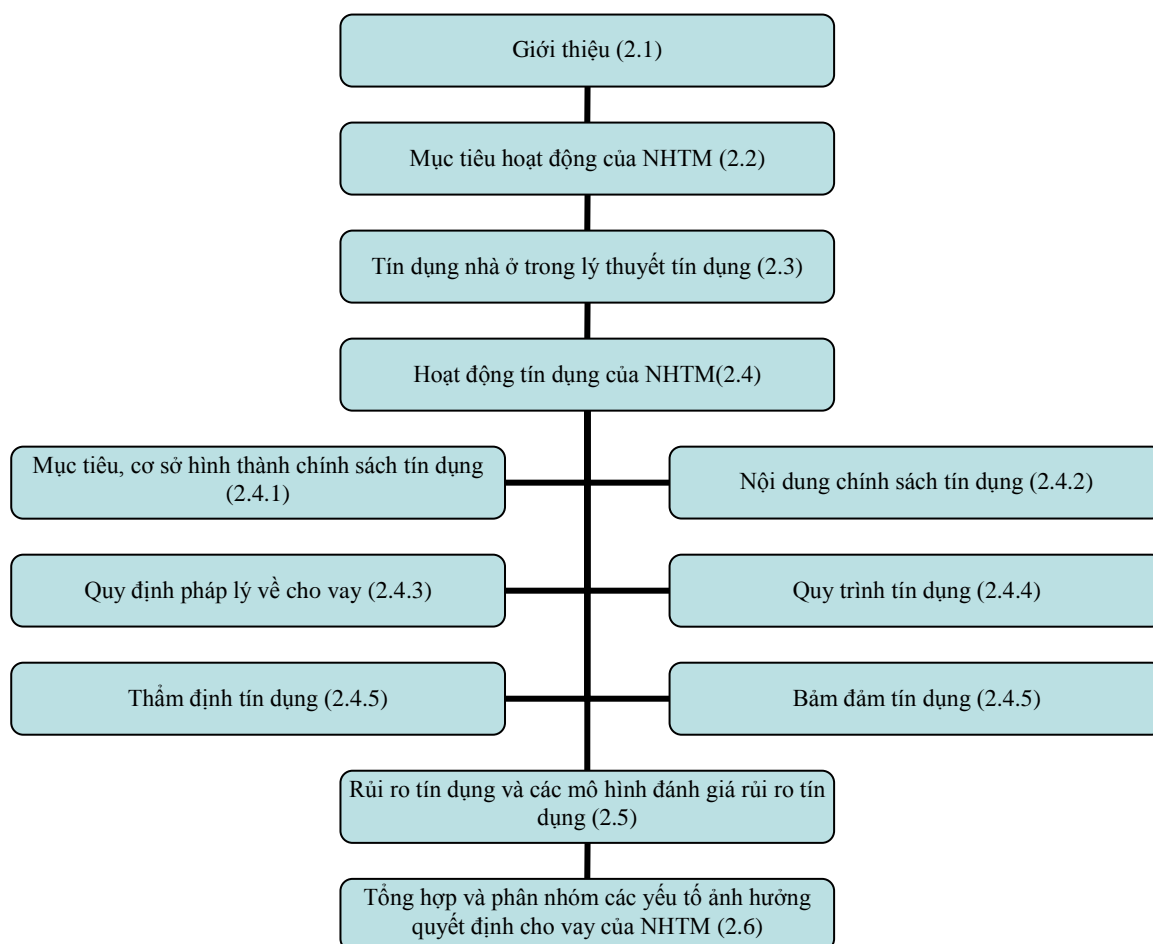 Giới thiệu (2.1)
Mục tiêu hoạt động của NHTM (2.2)
Tín dụng nhà ở trong lý thuyết tín dụng (2.3)
Hoạt động tín dụng của NHTM(2.4)
Mục tiêu, cơ sở hình thành chính sách tín dụng
(2.4.1)
Nội dung chính sách tín dụng (2.4.2)
Quy định pháp lý về cho vay (2.4.3)
Quy trình tín dụng (2.4.4)
Thẩm định tín dụng (2.4.5)
Bảm đảm tín dụng (2.4.5)
Rủi ro tín dụng và các mô hình đánh giá rủi ro tín
dụng (2.5)
Tổng hợp và phân nhóm các yếu tố ảnh hưởng
quyết định cho vay của NHTM (2.6)